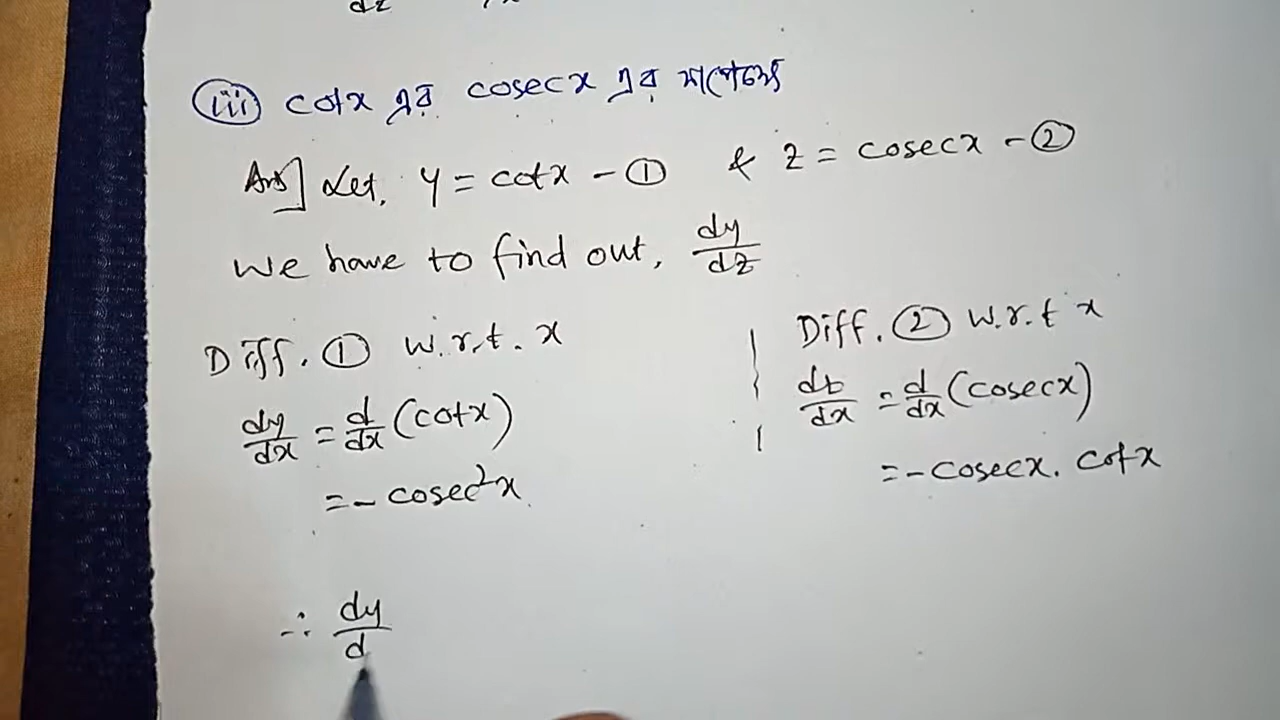 dz
(iii) cotx এর cosecx এর সাপেক্ষে
Ans] Let, y = cotx - ① & z = cosecx - ②
We have to find out, dy/dz
Diff. ① w.r.t. x
dy/dx = d/dx (cotx)
= - cosec²x
Diff. ② w.r.t x
dz/dx = d/dx (cosecx)
= - cosecx. cotx
∴ dy/d